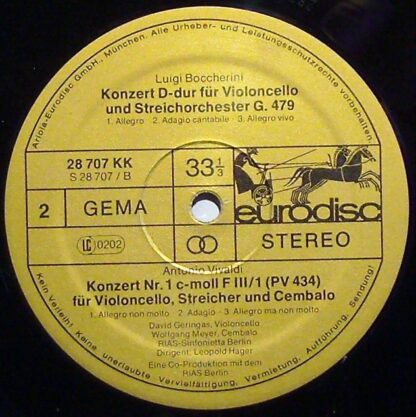 Ariola-Eurodisc GmbH., München. Alle Urheber- und Leistungsschutzrechte vorbehalten.
Luigi Boccherini
Konzert D-dur für Violoncello
und Streichorchester G. 479
1. Allegro 2. Adagio cantabile 3. Allegro vivo
28 707 KK
S 28 707 / B
33 1/3
2
GEMA
eurodisc
LC 0202
STEREO
Antonio Vivaldi
Konzert Nr. 1 c-moll F III/1 (PV 434)
für Violoncello, Streicher und Cembalo
1. Allegro non molto 2. Adagio 3. Allegro ma non molto
David Geringas, Violoncello
Wolfgang Meyer, Cembalo
RIAS-Sinfonietta Berlin
Dirigent: Leopold Hager
Eine Co-Produktion mit dem
RIAS Berlin
Kein Verleih! Keine unerlaubte Vervielfältigung, Vermietung, Aufführung, Sendung!